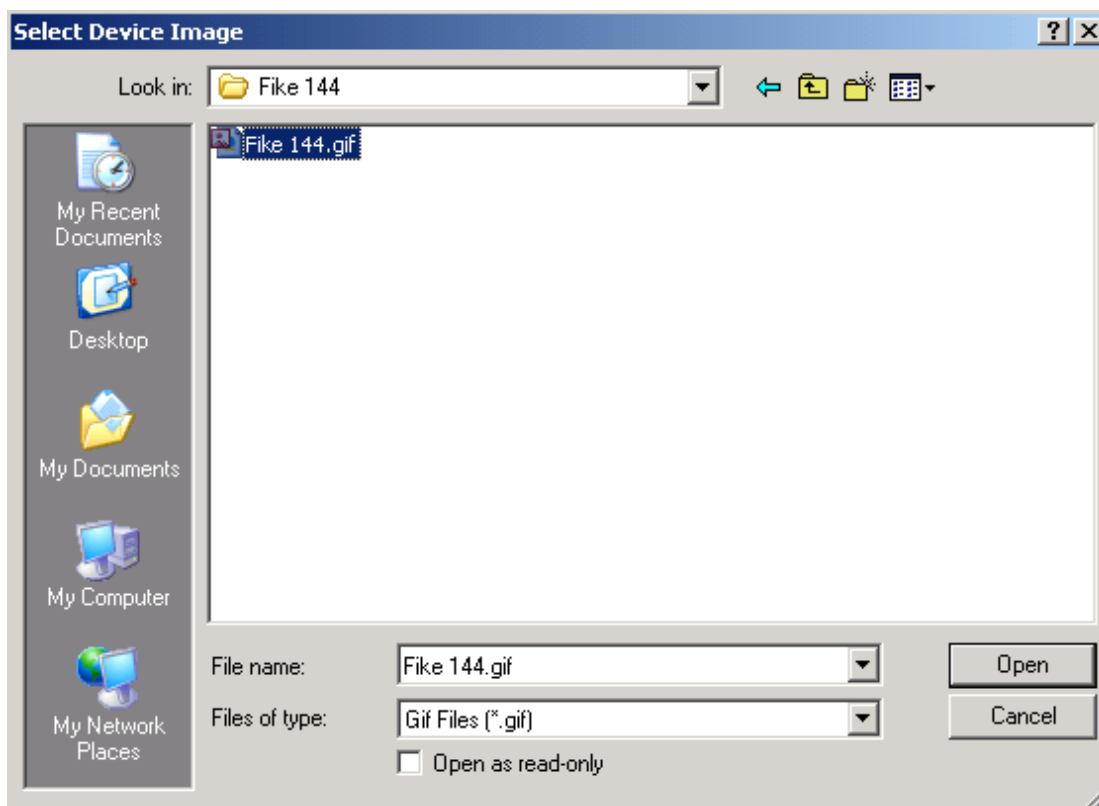 Select Device Image
Look in: Fike 144
Fike 144.gif
My Recent
Documents
Desktop
My Documents
My Computer
My Network
Places
File name: Fike 144.gif Open
Files of type: Gif Files (*.gif) Cancel
Open as read-only